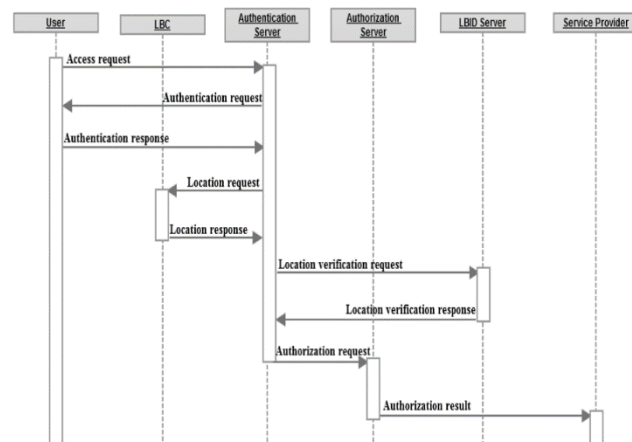 User
LBC
Authentication
Server
Authorization
Server
LBID Server
Service Provider
Access request
Authentication request
Authentication response
Location request
Location response
Location verification request
Location verification response
Authorization request
Authorization result